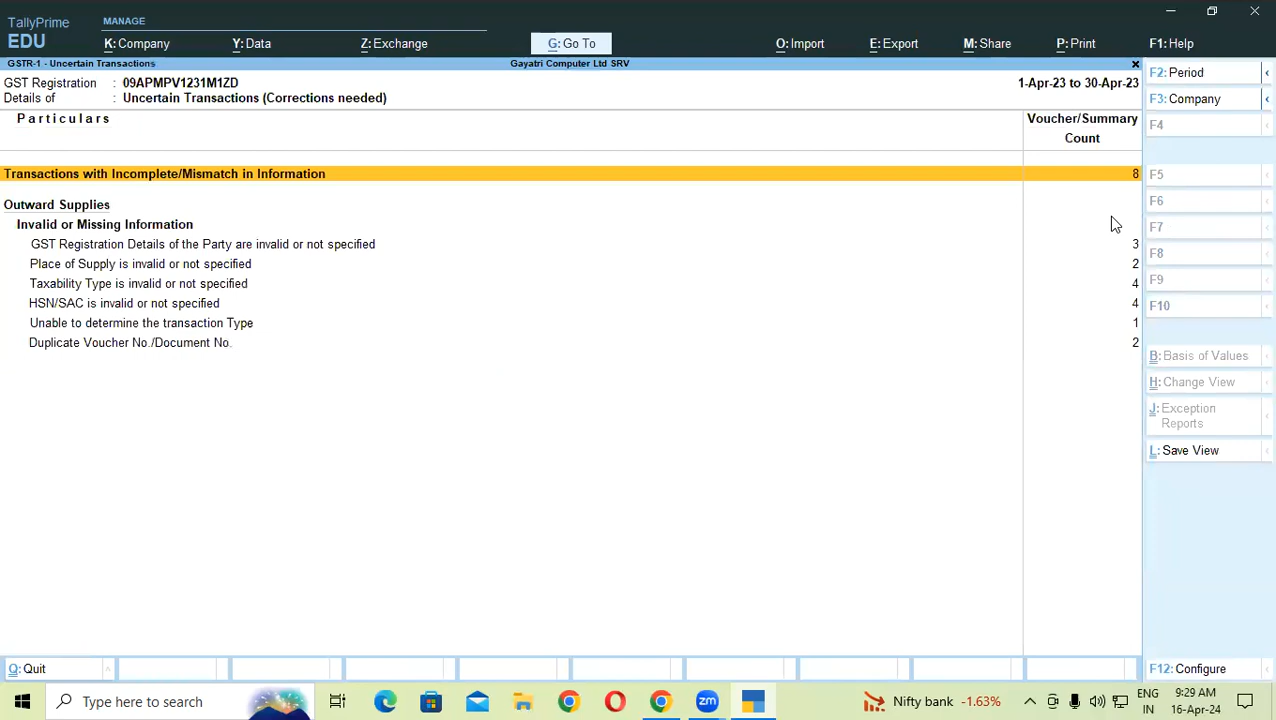 TallyPrime
EDU
MANAGE
K: Company
Y: Data
Z: Exchange
G: Go To
O: Import
E: Export
M: Share
P: Print
F1: Help
GSTR-1 - Uncertain Transactions
Gayatri Computer Ltd SRV
GST Registration : 09APMPV1231M1ZD
1-Apr-23 to 30-Apr-23
Details of : Uncertain Transactions (Corrections needed)
Particulars
Voucher/Summary
Count
Transactions with Incomplete/Mismatch in Information 8
Outward Supplies
Invalid or Missing Information
GST Registration Details of the Party are invalid or not specified 3
Place of Supply is invalid or not specified 2
Taxability Type is invalid or not specified 4
HSN/SAC is invalid or not specified 4
Unable to determine the transaction Type 1
Duplicate Voucher No./Document No. 2
F2: Period
F3: Company
F4
F5
F6
F7
F8
F9
F10
B: Basis of Values
H: Change View
J: Exception
Reports
L: Save View
Q: Quit
F12: Configure
Type here to search
zm
Nifty bank -1.63%
ENG
IN
9:29 AM
16-Apr-24